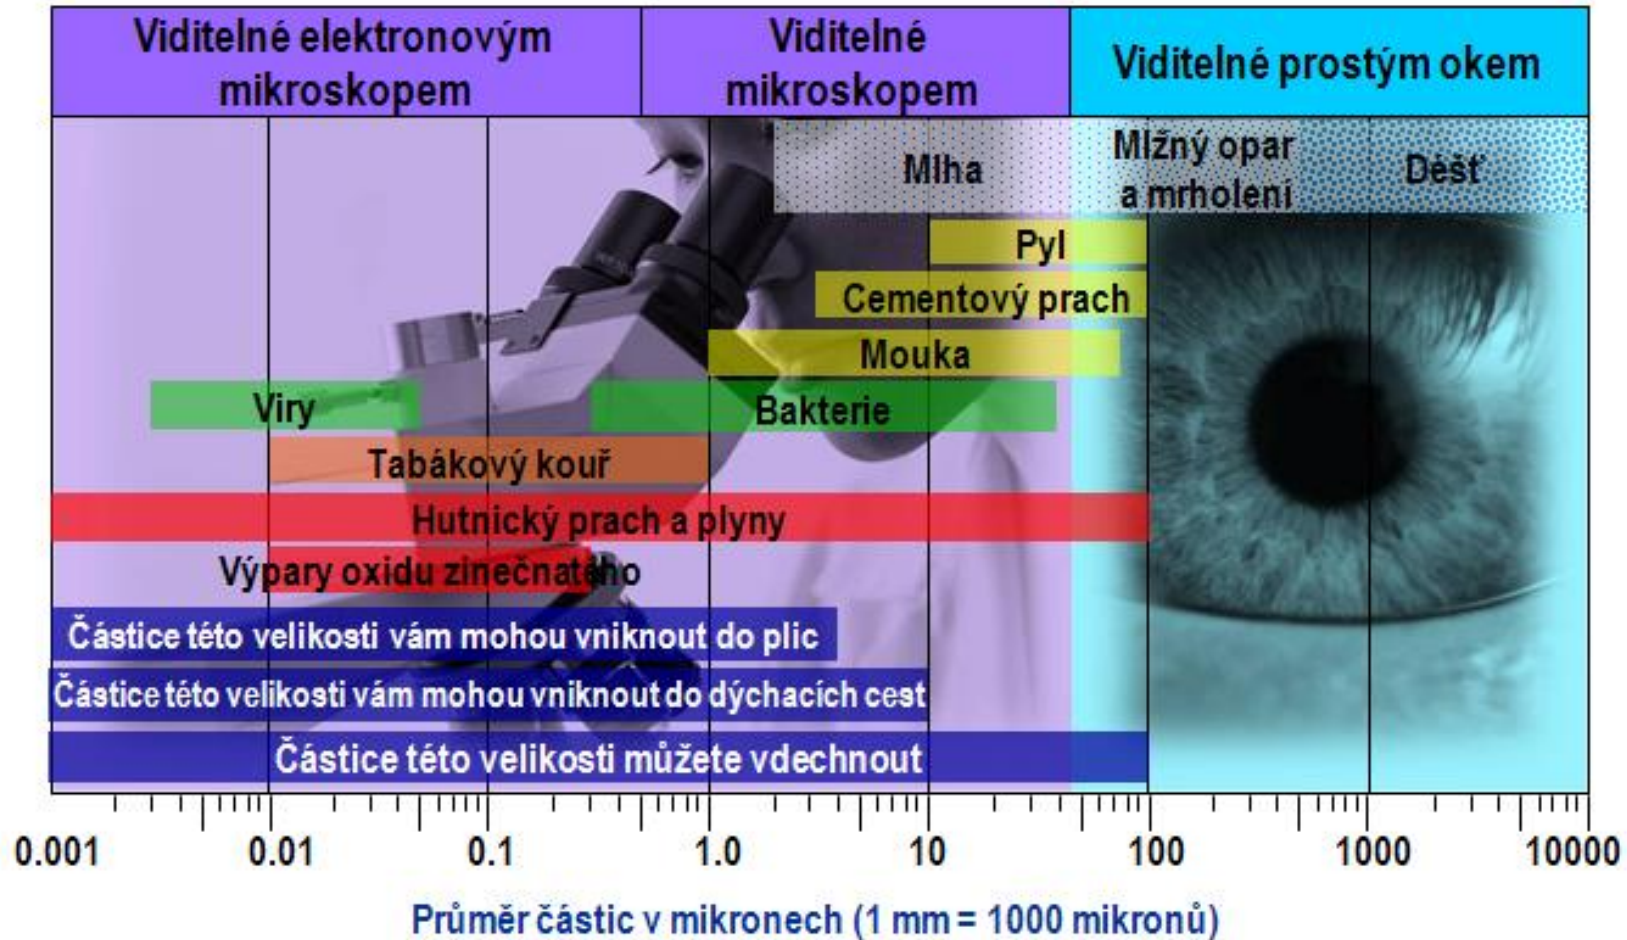 Viditelné elektronovým
mikroskopem
Viditelné
mikroskopem
Viditelné prostým okem
Mlha
Mlžný opar
a mrholení
Déšť
Pyl
Cementový prach
Mouka
Viry
Bakterie
Tabákový kouř
Hutnický prach a plyny
Výpary oxidu zinečnatého
Částice této velikosti vám mohou vniknout do plic
Částice této velikosti vám mohou vniknout do dýchacích cest
Částice této velikosti můžete vdechnout
0.001 0.01 0.1 1.0 10 100 1000 10000
Průměr částic v mikronech (1 mm = 1000 mikronů)